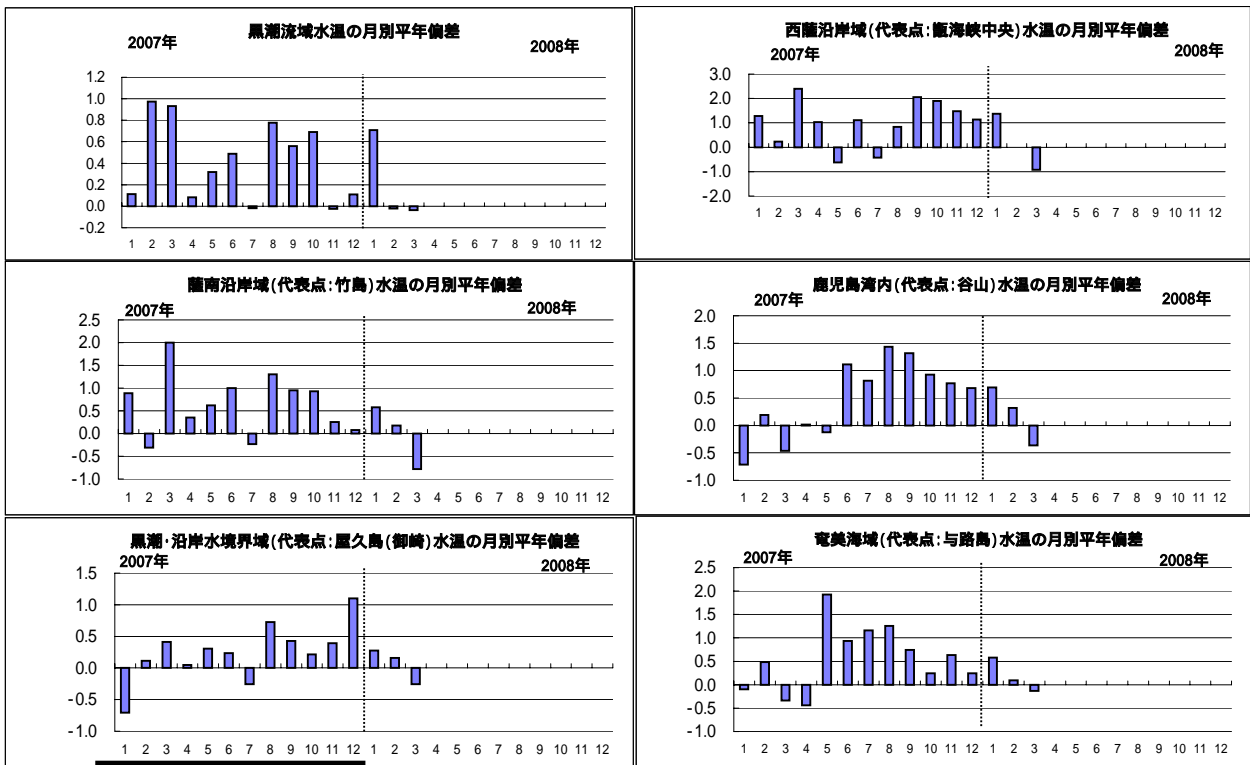 黒潮流域水温の月別平年偏差
2007年
2008年
1.2
1.0
0.8
0.6
0.4
0.2
0.0
-0.2
1 2 3 4 5 6 7 8 9 10 11 12 1 2 3 4 5 6 7 8 9 10 11 12
西薩沿岸域(代表点:甑海峡中央)水温の月別平年偏差
2007年
2008年
3.0
2.0
1.0
0.0
-1.0
-2.0
1 2 3 4 5 6 7 8 9 10 11 12 1 2 3 4 5 6 7 8 9 10 11 12
薩南沿岸域(代表点:竹島)水温の月別平年偏差
2007年
2008年
2.5
2.0
1.5
1.0
0.5
0.0
-0.5
-1.0
1 2 3 4 5 6 7 8 9 10 11 12 1 2 3 4 5 6 7 8 9 10 11 12
鹿児島湾内(代表点:谷山)水温の月別平年偏差
2007年
2008年
2.0
1.5
1.0
0.5
0.0
-0.5
-1.0
1 2 3 4 5 6 7 8 9 10 11 12 1 2 3 4 5 6 7 8 9 10 11 12
黒潮・沿岸水境界域(代表点:屋久島(御崎)水温の月別平年偏差
2007年
2008年
1.5
1.0
0.5
0.0
-0.5
-1.0
1 2 3 4 5 6 7 8 9 10 11 12 1 2 3 4 5 6 7 8 9 10 11 12
奄美海域(代表点:与路島)水温の月別平年偏差
2007年
2008年
2.5
2.0
1.5
1.0
0.5
0.0
-0.5
-1.0
1 2 3 4 5 6 7 8 9 10 11 12 1 2 3 4 5 6 7 8 9 10 11 12